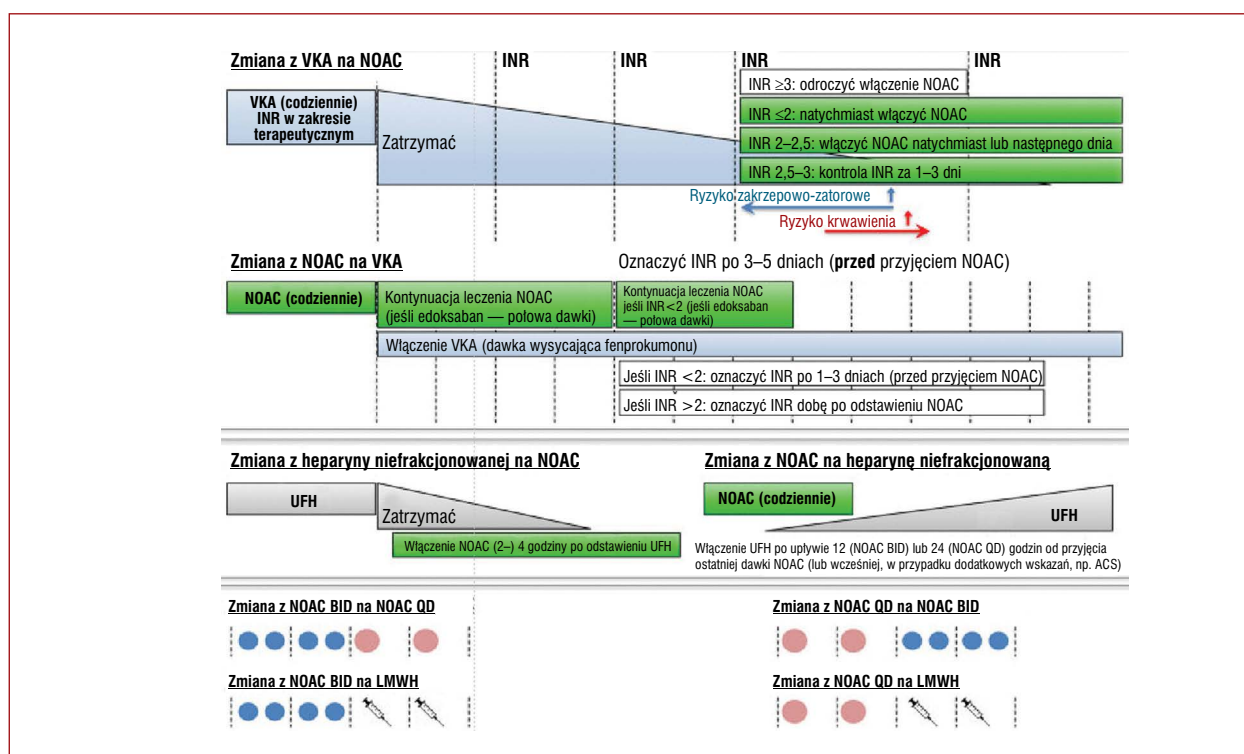 Zmiana z VKA na NOAC
INR
INR
INR
INR
VKA (codziennie)
INR w zakresie
terapeutycznym
Zatrzymać
INR ≥3: odroczyć włączenie NOAC
INR ≤2: natychmiast włączyć NOAC
INR 2–2,5: włączyć NOAC natychmiast lub następnego dnia
INR 2,5–3: kontrola INR za 1–3 dni
Ryzyko zakrzepowo-zatorowe
Ryzyko krwawienia
Zmiana z NOAC na VKA
Oznaczyć INR po 3–5 dniach (przed przyjęciem NOAC)
NOAC (codziennie)
Kontynuacja leczenia NOAC
(jeśli edoksaban — połowa dawki)
Kontynuacja leczenia NOAC
jeśli INR<2 (jeśli edoksaban
— połowa dawki)
Włączenie VKA (dawka wysycająca fenprokumonu)
Jeśli INR <2: oznaczyć INR po 1–3 dniach (przed przyjęciem NOAC)
Jeśli INR >2: oznaczyć INR dobę po odstawieniu NOAC
Zmiana z heparyny niefrakcjonowanej na NOAC
UFH
Zatrzymać
Włączenie NOAC (2–) 4 godziny po odstawieniu UFH
Zmiana z NOAC na heparynę niefrakcjonowaną
NOAC (codziennie)
UFH
Włączenie UFH po upływie 12 (NOAC BID) lub 24 (NOAC QD) godzin od przyjęcia
ostatniej dawki NOAC (lub wcześniej, w przypadku dodatkowych wskazań, np. ACS)
Zmiana z NOAC BID na NOAC QD
Zmiana z NOAC QD na NOAC BID
Zmiana z NOAC BID na LMWH
Zmiana z NOAC QD na LMWH